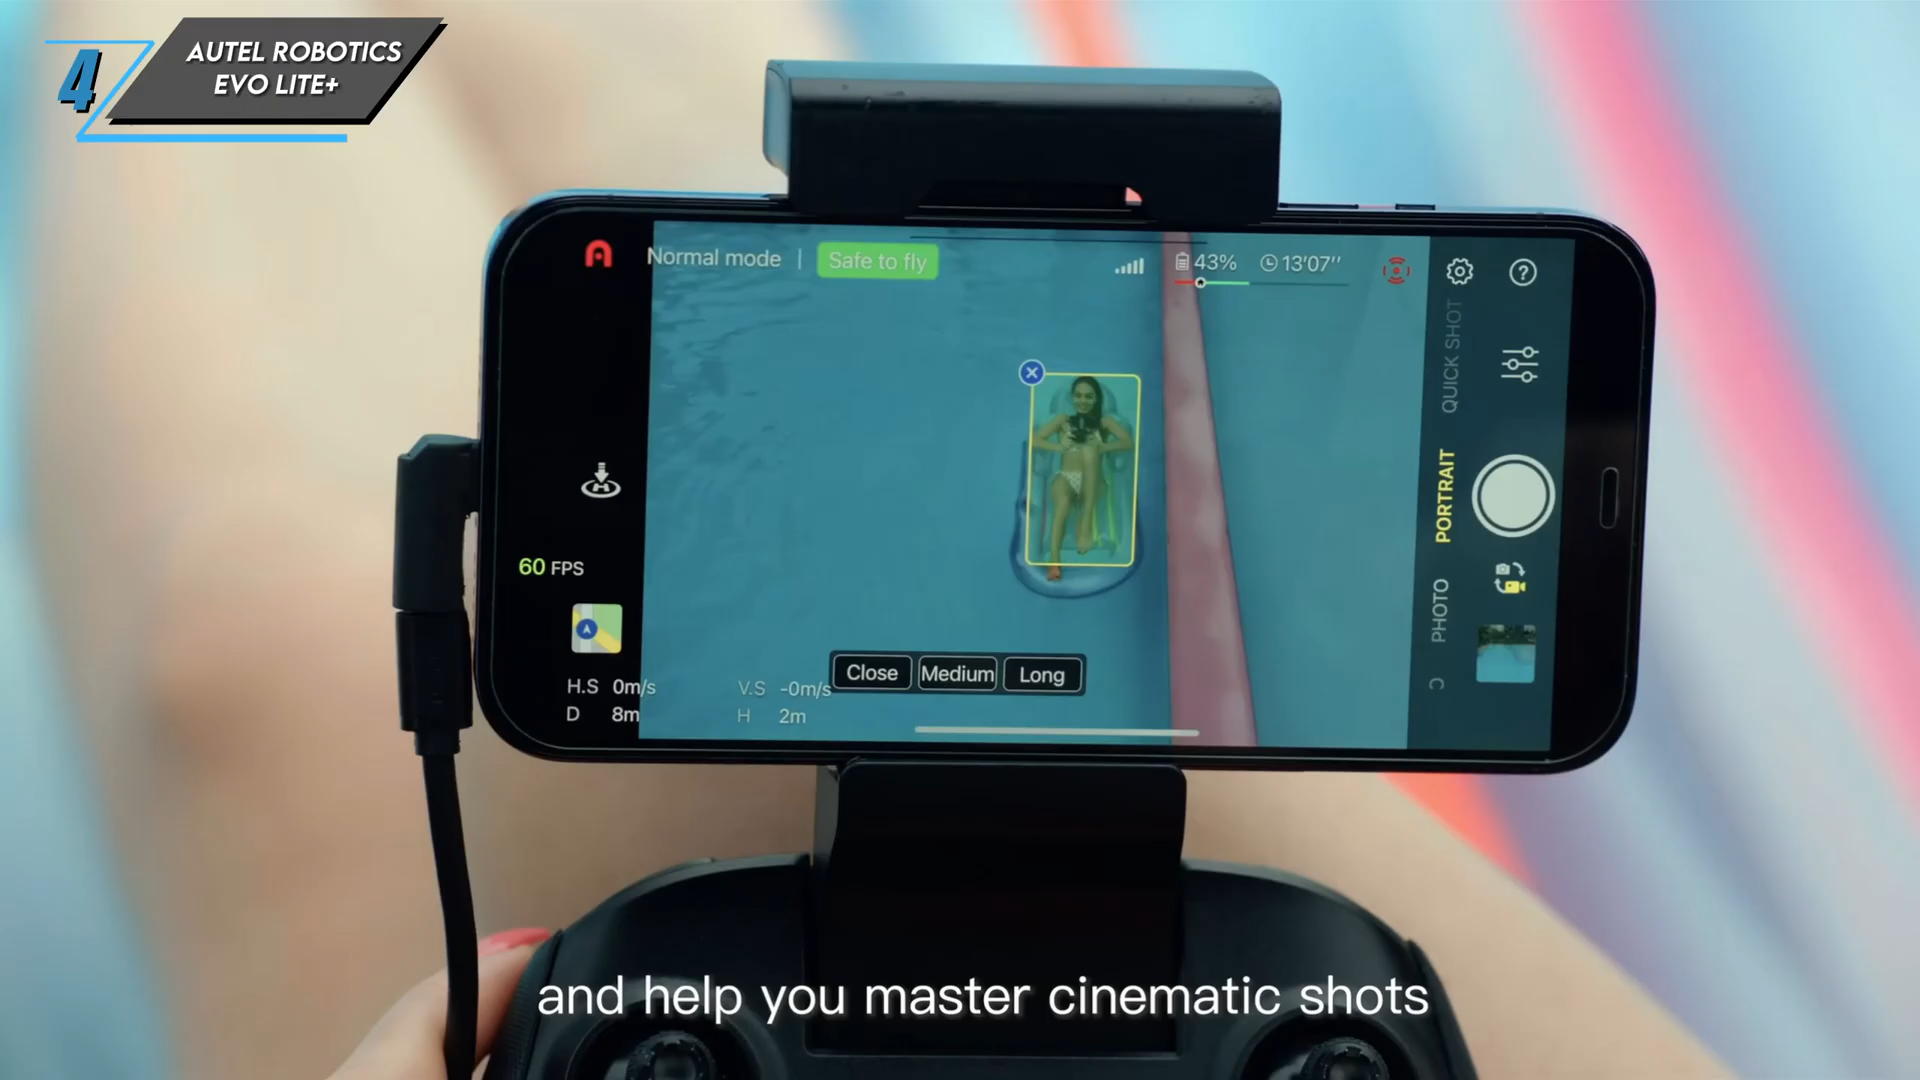 4
AUTEL ROBOTICS
EVO LITE+
Normal mode | Safe to fly
43%
13'07''
QUICK SHOT
PORTRAIT
PHOTO
60 FPS
Close
Medium
Long
H.S 0m/s
V.S -0m/s
D 8m
H 2m
and help you master cinematic shots